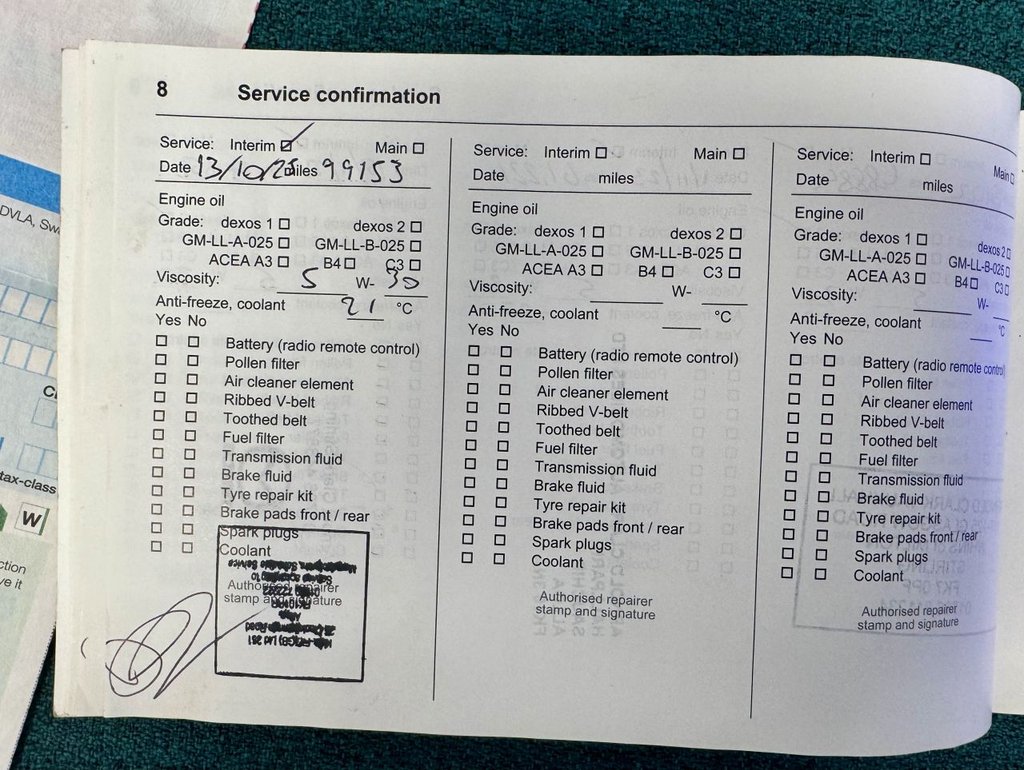 8 Service confirmation
Service: Interim ☑ Main ☐
Date 13/10/25 miles 99153
Engine oil
Grade: dexos 1 ☐ dexos 2 ☐
GM-LL-A-025 ☐ GM-LL-B-025 ☐
ACEA A3 ☐ B4 ☐ C3 ☐
Viscosity: 5 W- 30
Anti-freeze, coolant 21 °C
Yes No
☐ ☐ Battery (radio remote control)
☐ ☐ Pollen filter
☐ ☐ Air cleaner element
☐ ☐ Ribbed V-belt
☐ ☐ Toothed belt
☐ ☐ Fuel filter
☐ ☐ Transmission fluid
☐ ☐ Brake fluid
☐ ☐ Tyre repair kit
☐ ☐ Brake pads front / rear
☐ ☐ Spark plugs
☐ ☐ Coolant
Authorised repairer
stamp and signature
Service: Interim ☐ Main ☐
Date miles
Engine oil
Grade: dexos 1 ☐ dexos 2 ☐
GM-LL-A-025 ☐ GM-LL-B-025 ☐
ACEA A3 ☐ B4 ☐ C3 ☐
Viscosity: W-
Anti-freeze, coolant °C
Yes No
☐ ☐ Battery (radio remote control)
☐ ☐ Pollen filter
☐ ☐ Air cleaner element
☐ ☐ Ribbed V-belt
☐ ☐ Toothed belt
☐ ☐ Fuel filter
☐ ☐ Transmission fluid
☐ ☐ Brake fluid
☐ ☐ Tyre repair kit
☐ ☐ Brake pads front / rear
☐ ☐ Spark plugs
☐ ☐ Coolant
Authorised repairer
stamp and signature
Service: Interim ☐ Main ☐
Date miles
Engine oil
Grade: dexos 1 ☐ dexos 2 ☐
GM-LL-A-025 ☐ GM-LL-B-025 ☐
ACEA A3 ☐ B4 ☐ C3 ☐
Viscosity: W-
Anti-freeze, coolant °C
Yes No
☐ ☐ Battery (radio remote control)
☐ ☐ Pollen filter
☐ ☐ Air cleaner element
☐ ☐ Ribbed V-belt
☐ ☐ Toothed belt
☐ ☐ Fuel filter
☐ ☐ Transmission fluid
☐ ☐ Brake fluid
☐ ☐ Tyre repair kit
☐ ☐ Brake pads front / rear
☐ ☐ Spark plugs
☐ ☐ Coolant
Authorised repairer
stamp and signature
DVLA, Sw
tax-class
W
ction
ve it